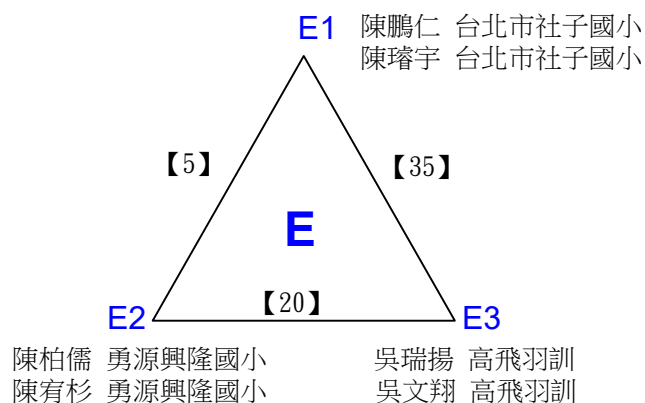 E1 陳鵬仁 台北市社子國小
陳璿宇 台北市社子國小
【5】 【35】
E
E2 【20】 E3
陳柏儒 勇源興隆國小 吳瑞揚 高飛羽訓
陳宥杉 勇源興隆國小 吳文翔 高飛羽訓